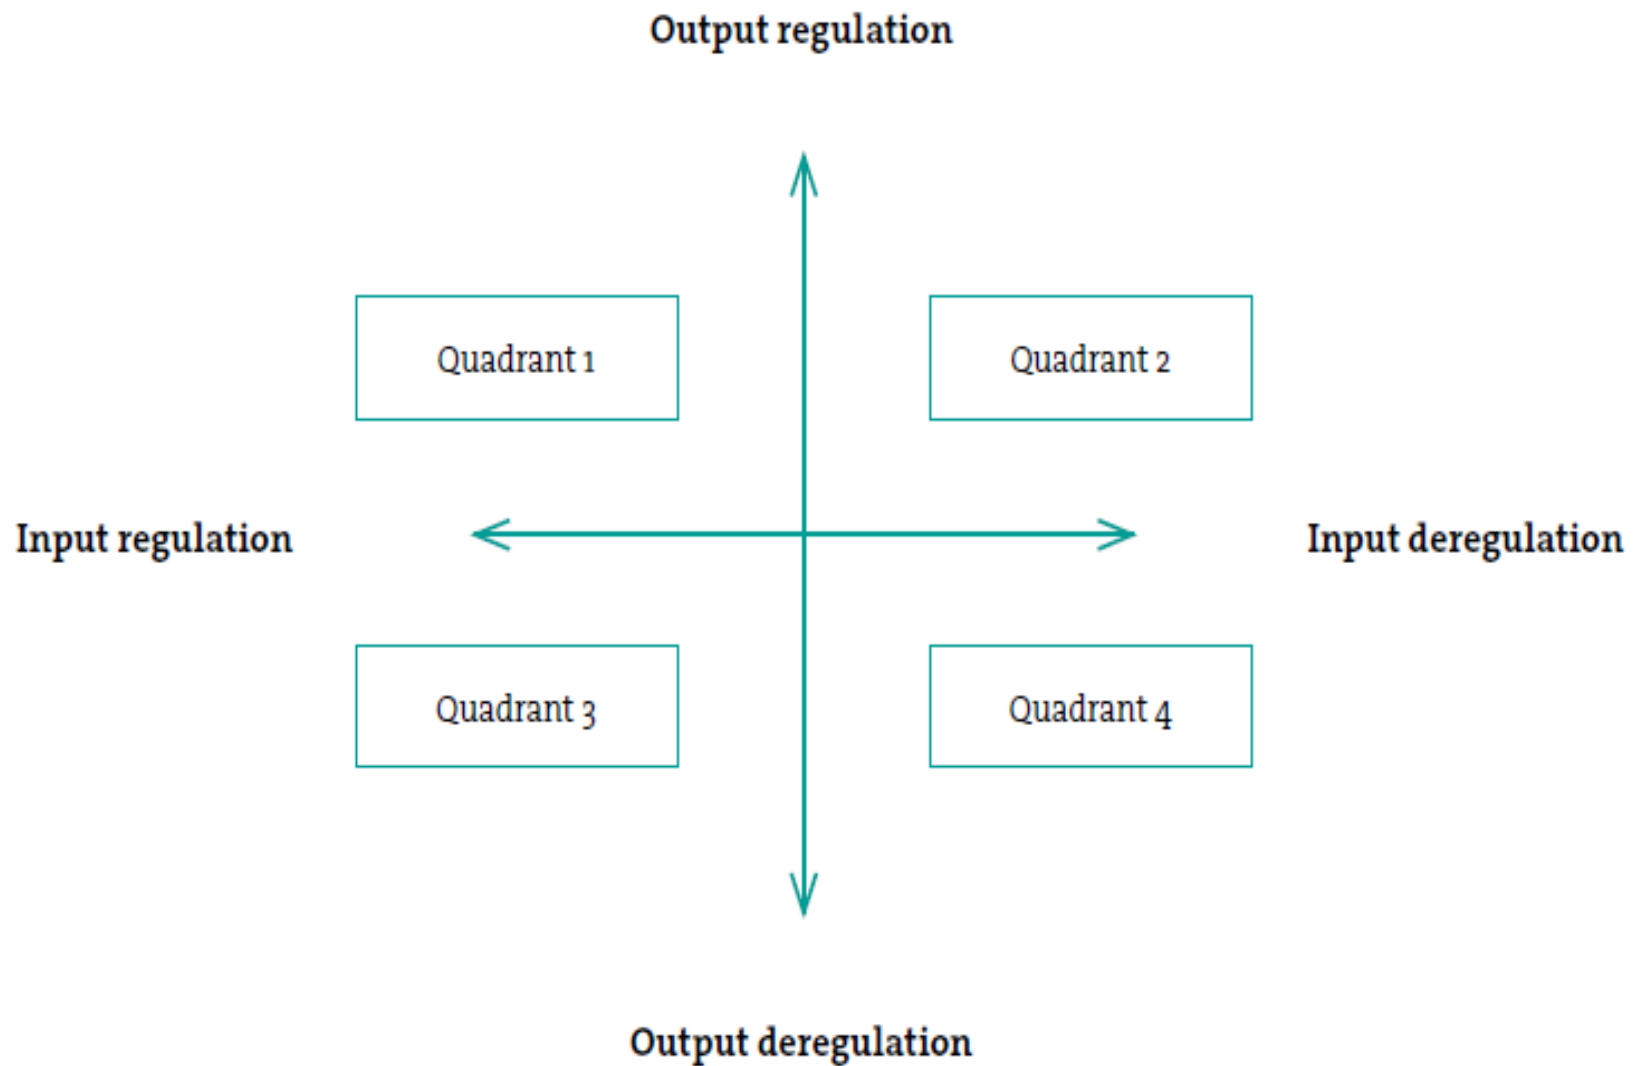 Output regulation
Quadrant 1
Quadrant 2
Input regulation
Input deregulation
Quadrant 3
Quadrant 4
Output deregulation